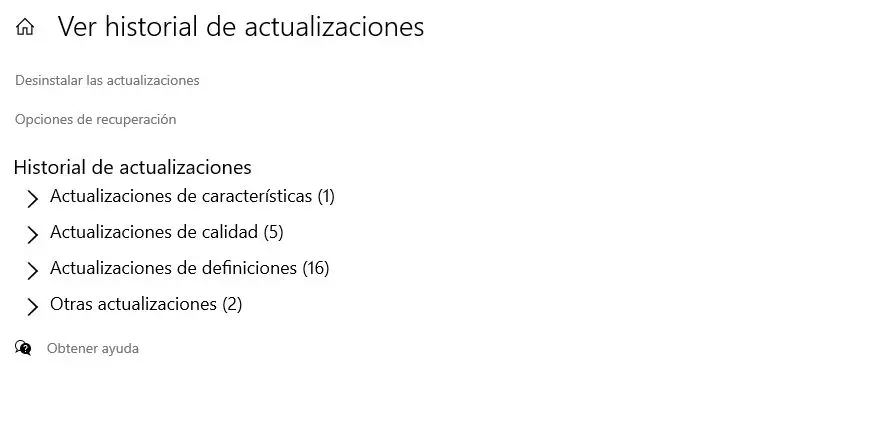 Ver historial de actualizaciones
Desinstalar las actualizaciones
Opciones de recuperación
Historial de actualizaciones
Actualizaciones de características (1)
Actualizaciones de calidad (5)
Actualizaciones de definiciones (16)
Otras actualizaciones (2)
Obtener ayuda